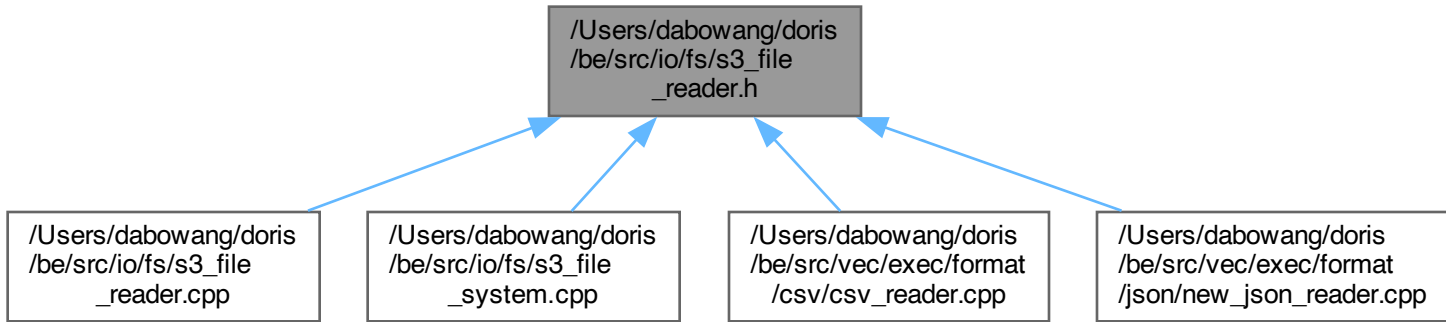 /Users/dabowang/doris
/be/src/io/fs/s3_file
_reader.h
/Users/dabowang/doris
/be/src/io/fs/s3_file
_reader.cpp
/Users/dabowang/doris
/be/src/io/fs/s3_file
_system.cpp
/Users/dabowang/doris
/be/src/vec/exec/format
/csv/csv_reader.cpp
/Users/dabowang/doris
/be/src/vec/exec/format
/json/new_json_reader.cpp